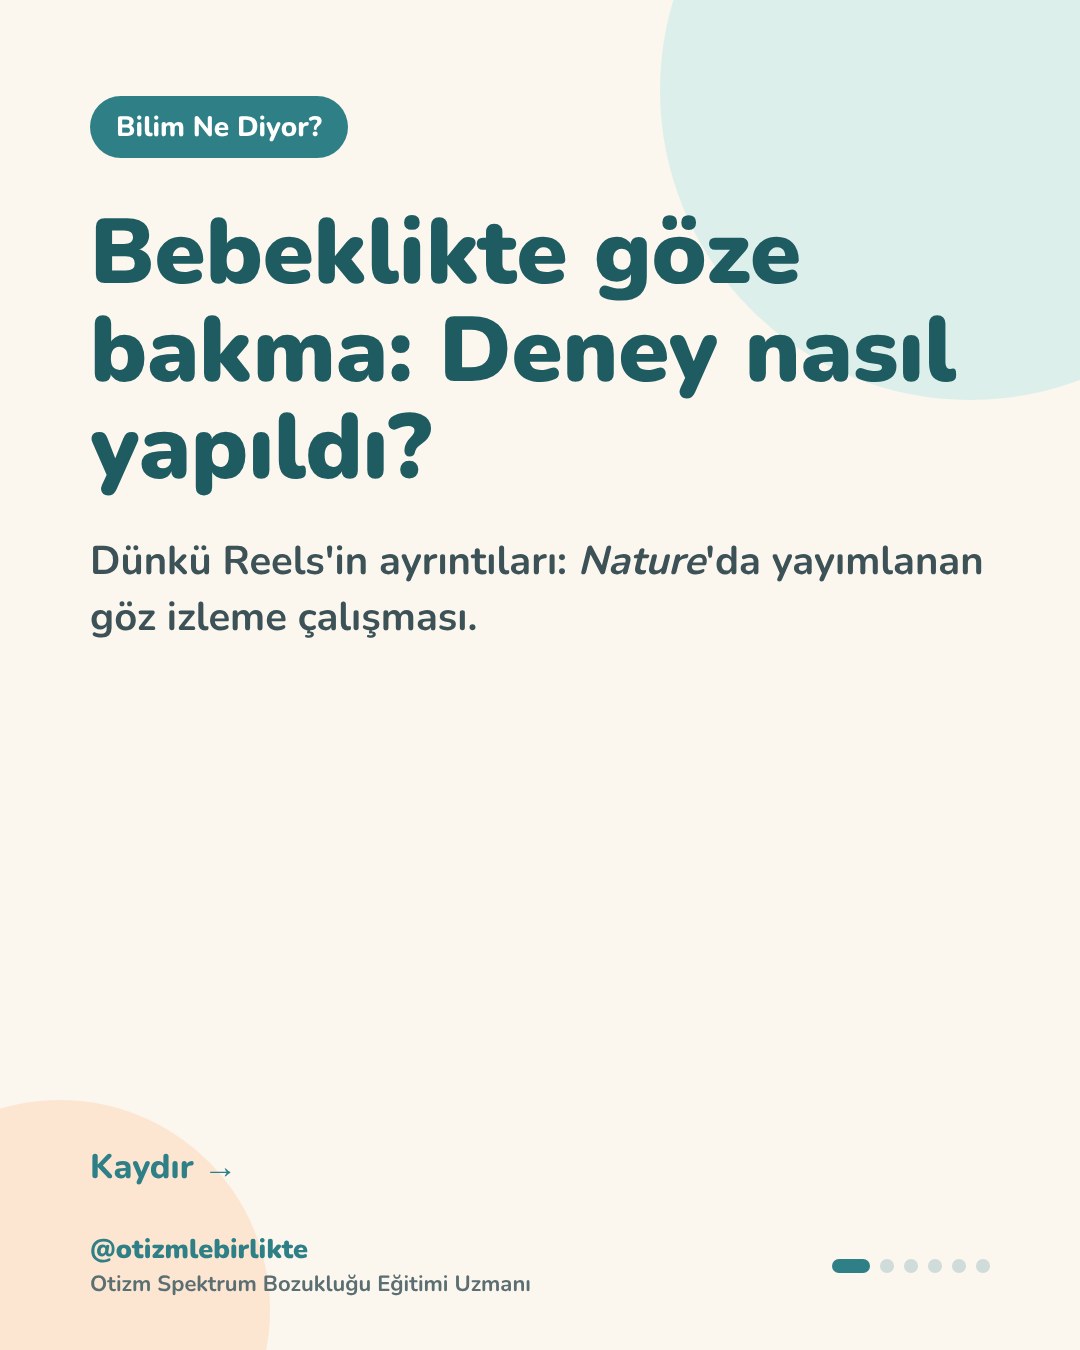 Bilim Ne Diyor?
Bebeklikte göze
bakma: Deney nasıl
yapıldı?
Dünkü Reels'in ayrıntıları: Nature'da yayımlanan
göz izleme çalışması.
Kaydır →
@otizmlebirlikte
Otizm Spektrum Bozukluğu Eğitimi Uzmanı